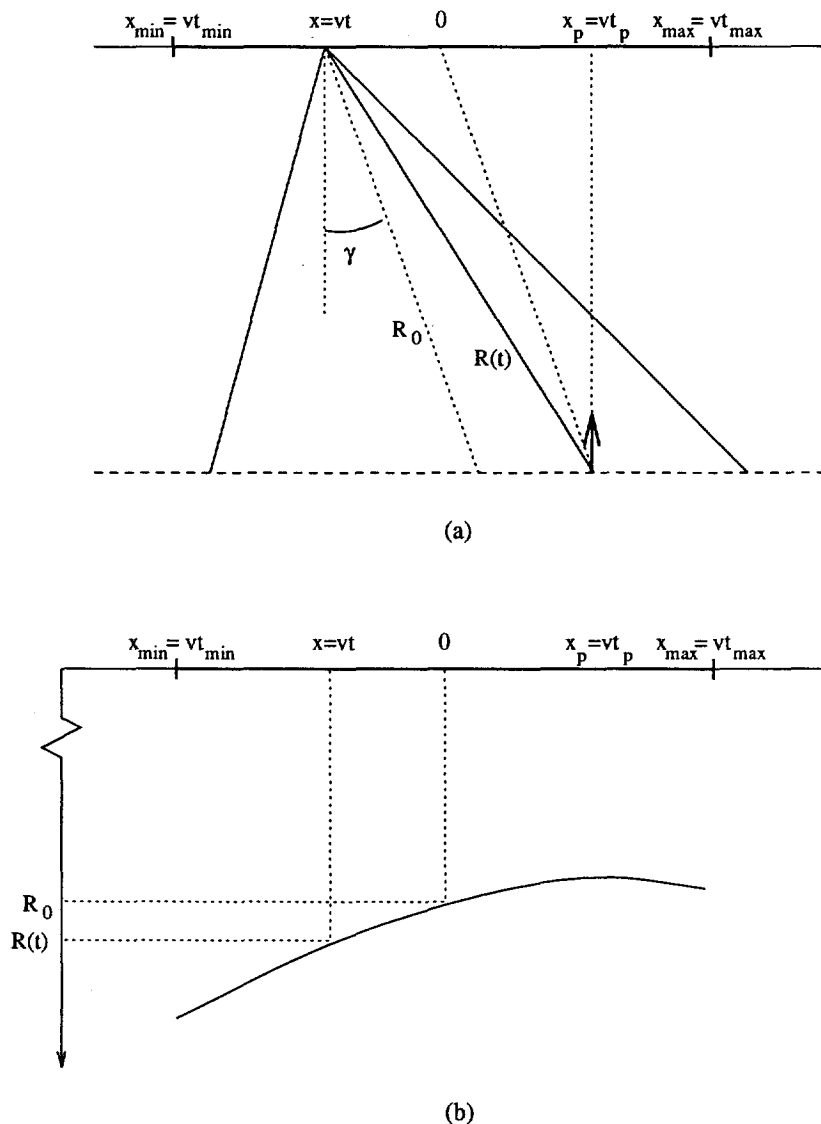 x_min = vt_min x=vt 0 x_p=vt_p x_max = vt_max
γ
R_0
R(t)
(a)
x_min = vt_min x=vt 0 x_p=vt_p x_max = vt_max
R_0
R(t)
(b)